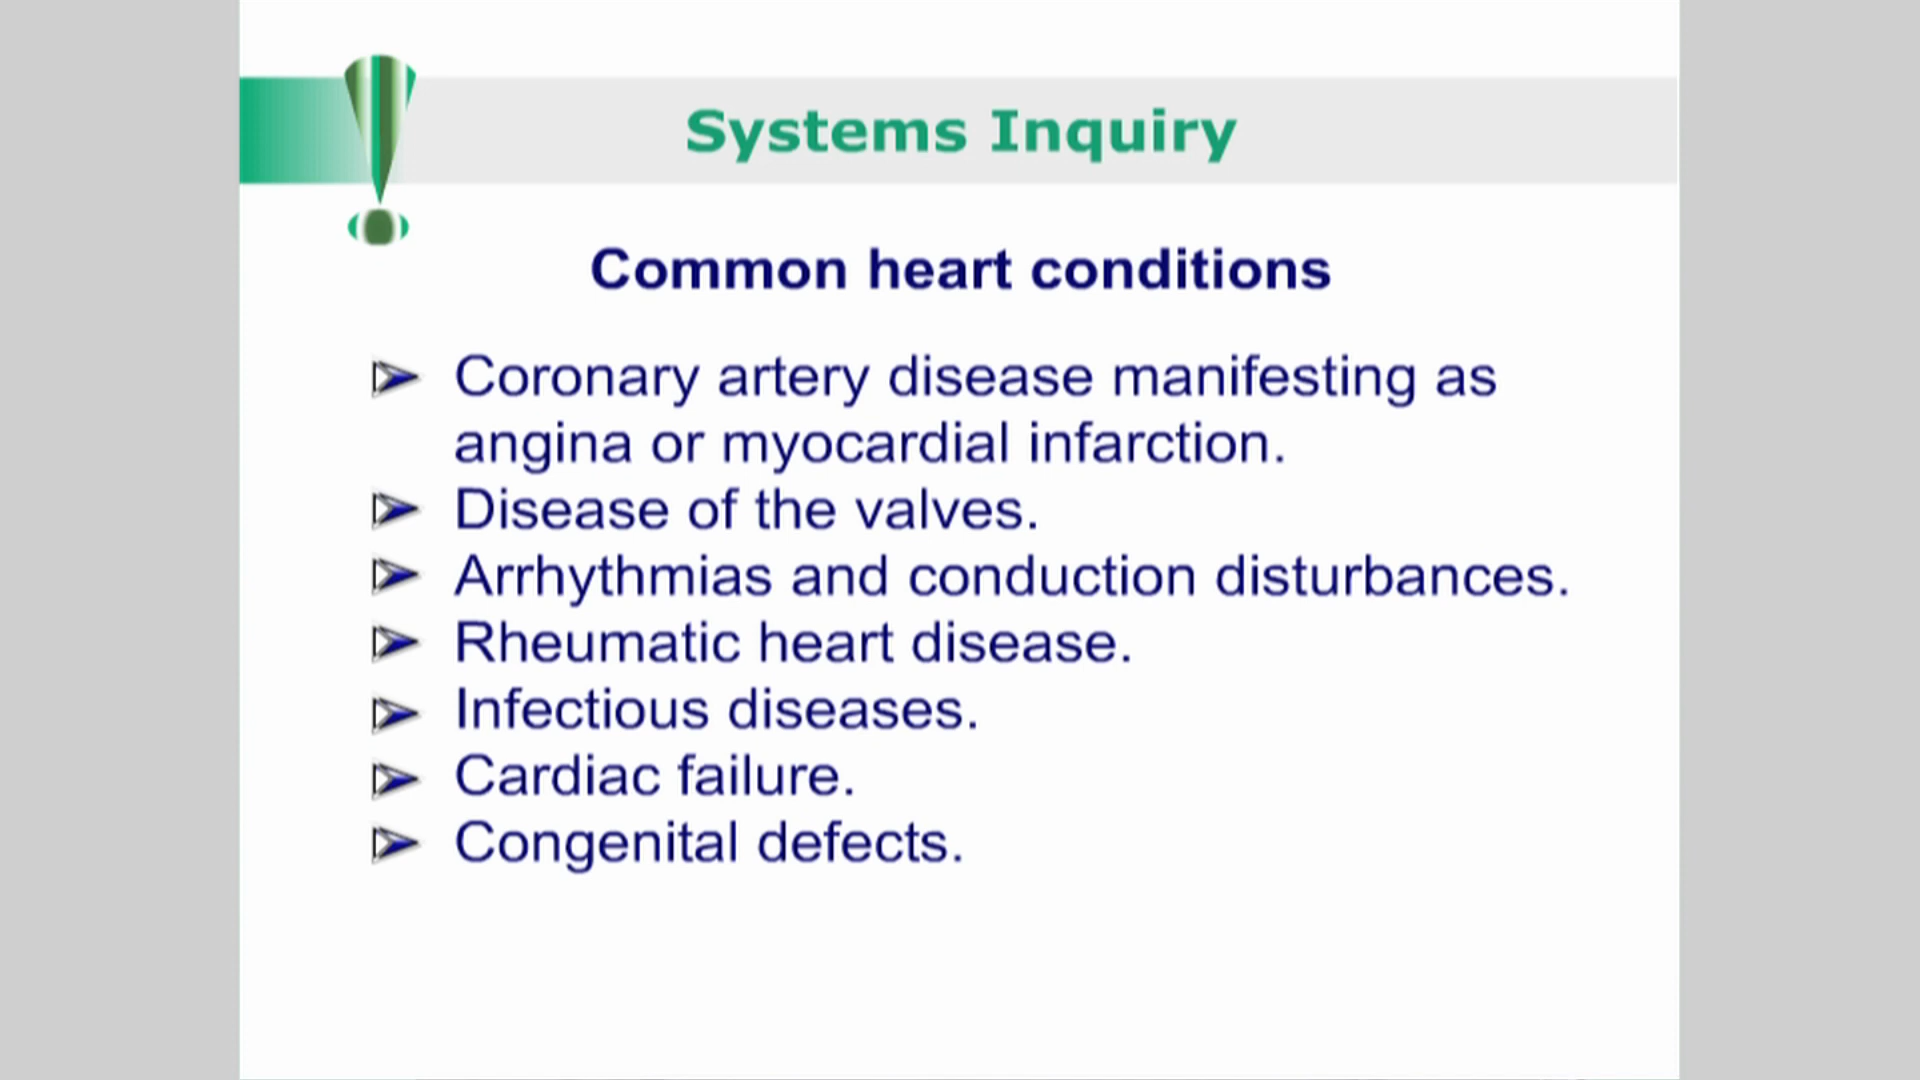 Systems Inquiry
Common heart conditions
Coronary artery disease manifesting as
angina or myocardial infarction.
Disease of the valves.
Arrhythmias and conduction disturbances.
Rheumatic heart disease.
Infectious diseases.
Cardiac failure.
Congenital defects.